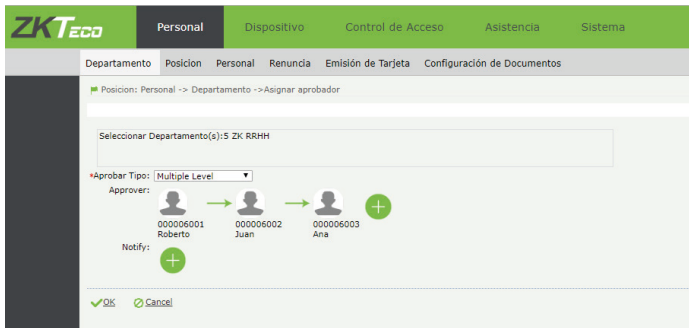 ZKTeco
Personal Dispositivo Control de Acceso Asistencia Sistema
Departamento Posicion Personal Renuncia Emisión de Tarjeta Configuración de Documentos
Posicion: Personal -> Departamento ->Asignar aprobador
Seleccionar Departamento(s):5 ZK RRHH
*Aprobar Tipo: Multiple Level
Approver:
000006001 000006002 000006003
Roberto Juan Ana
Notify:
OK Cancel